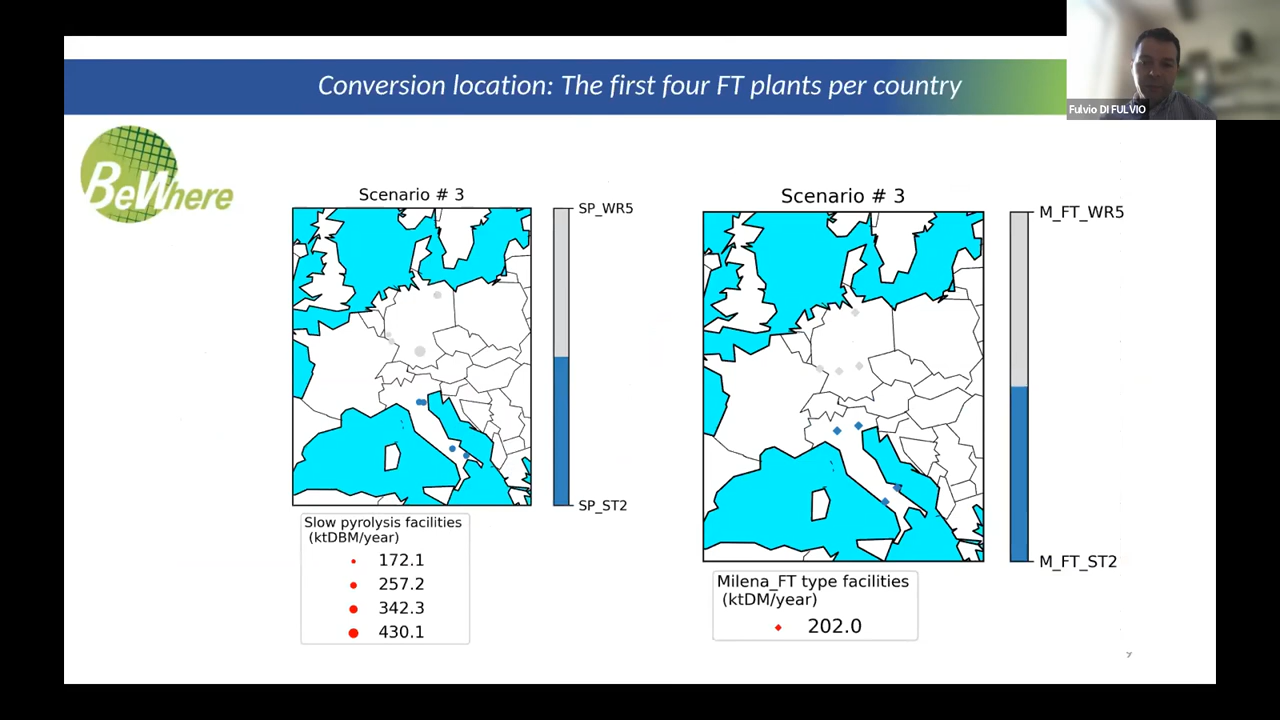 Conversion location: The first four FT plants per country
Fulvio DI FULVIO
BeWhere
Scenario # 3
SP_WR5
SP_ST2
Slow pyrolysis facilities
(ktDBM/year)
172.1
257.2
342.3
430.1
Scenario # 3
M_FT_WR5
M_FT_ST2
Milena_FT type facilities
(ktDM/year)
202.0